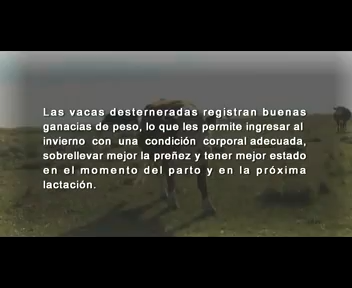 Las vacas desterneradas registran buenas
ganacias de peso, lo que les permite ingresar al
invierno con una condición corporal adecuada,
sobrellevar mejor la preñez y tener mejor estado
en el momento del parto y en la próxima
lactación.